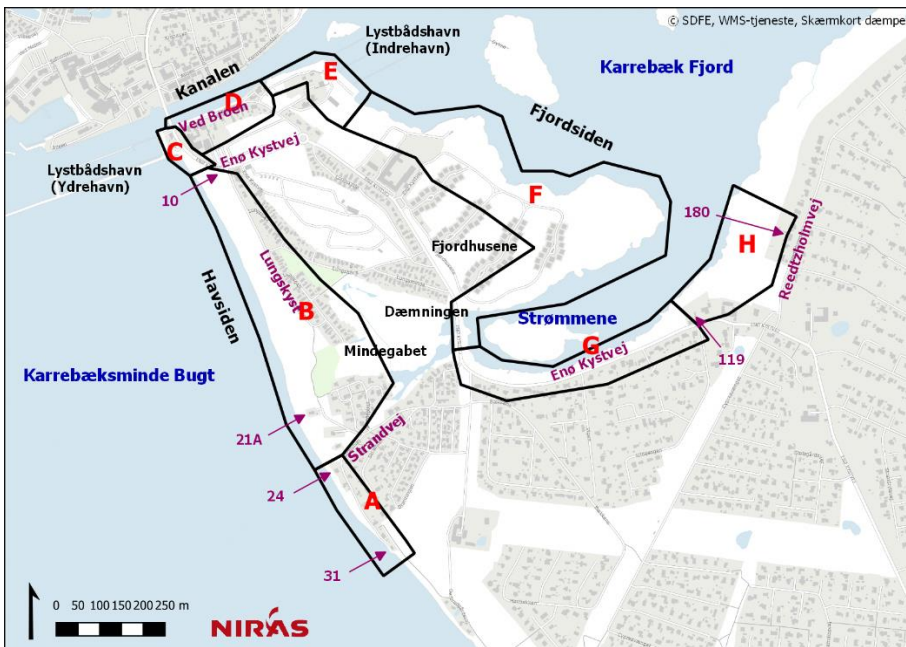 © SDFE, WMS-tjeneste, Skærmkort dæmpe
Lystbådshavn
(Indrehavn)
E
Karrebæk Fjord
Kanalen
D
Ved Broen
Fjordsiden
C
Enø Kystvej
Lystbådshavn
(Ydrehavn)
10
F
180
H
Reedtzholmvej
Fjordhusene
Lungskyst
Havsiden
B
Dæmningen
Strømmene
Mindegabet
G
Enø Kystvej
119
Karrebæksminde Bugt
21A
Strandvej
24
A
31
0 50 100 150 200 250 m
NIRÁS